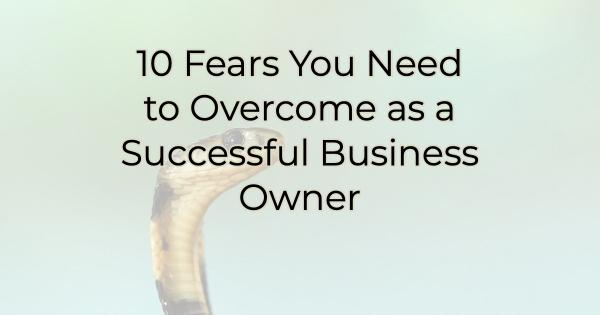 10 Fears You Need
to Overcome as a
Successful Business
Owner